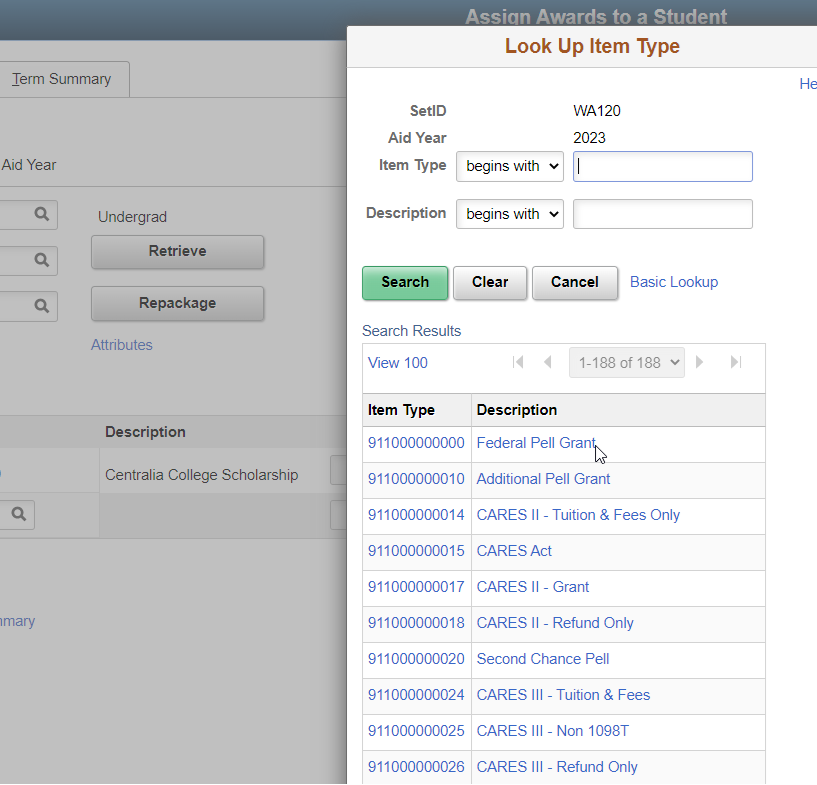 Assign Awards to a Student
Look Up Item Type
Term Summary
He
SetID WA120
Aid Year 2023
Item Type begins with
Aid Year
Description begins with
Undergrad
Retrieve
Search Clear Cancel Basic Lookup
Repackage
Search Results
Attributes
View 100 1-188 of 188
Item Type Description
Description
911000000000 Federal Pell Grant
Centralia College Scholarship
911000000010 Additional Pell Grant
911000000014 CARES II - Tuition & Fees Only
911000000015 CARES Act
911000000017 CARES II - Grant
mmary
911000000018 CARES II - Refund Only
911000000020 Second Chance Pell
911000000024 CARES III - Tuition & Fees
911000000025 CARES III - Non 1098T
911000000026 CARES III - Refund Only